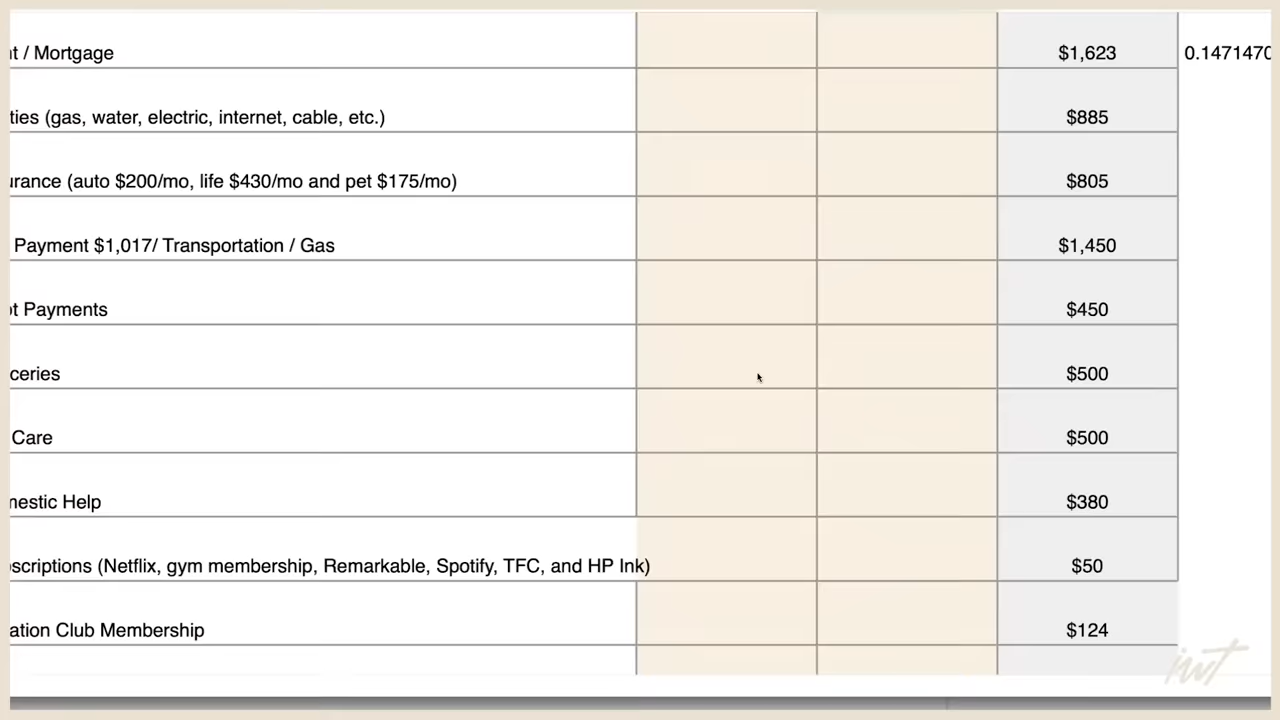 t / Mortgage $1,623 0.1471470
ties (gas, water, electric, internet, cable, etc.) $885
urance (auto $200/mo, life $430/mo and pet $175/mo) $805
Payment $1,017/ Transportation / Gas $1,450
t Payments $450
ceries $500
Care $500
mestic Help $380
scriptions (Netflix, gym membership, Remarkable, Spotify, TFC, and HP Ink) $50
ation Club Membership $124
iwt